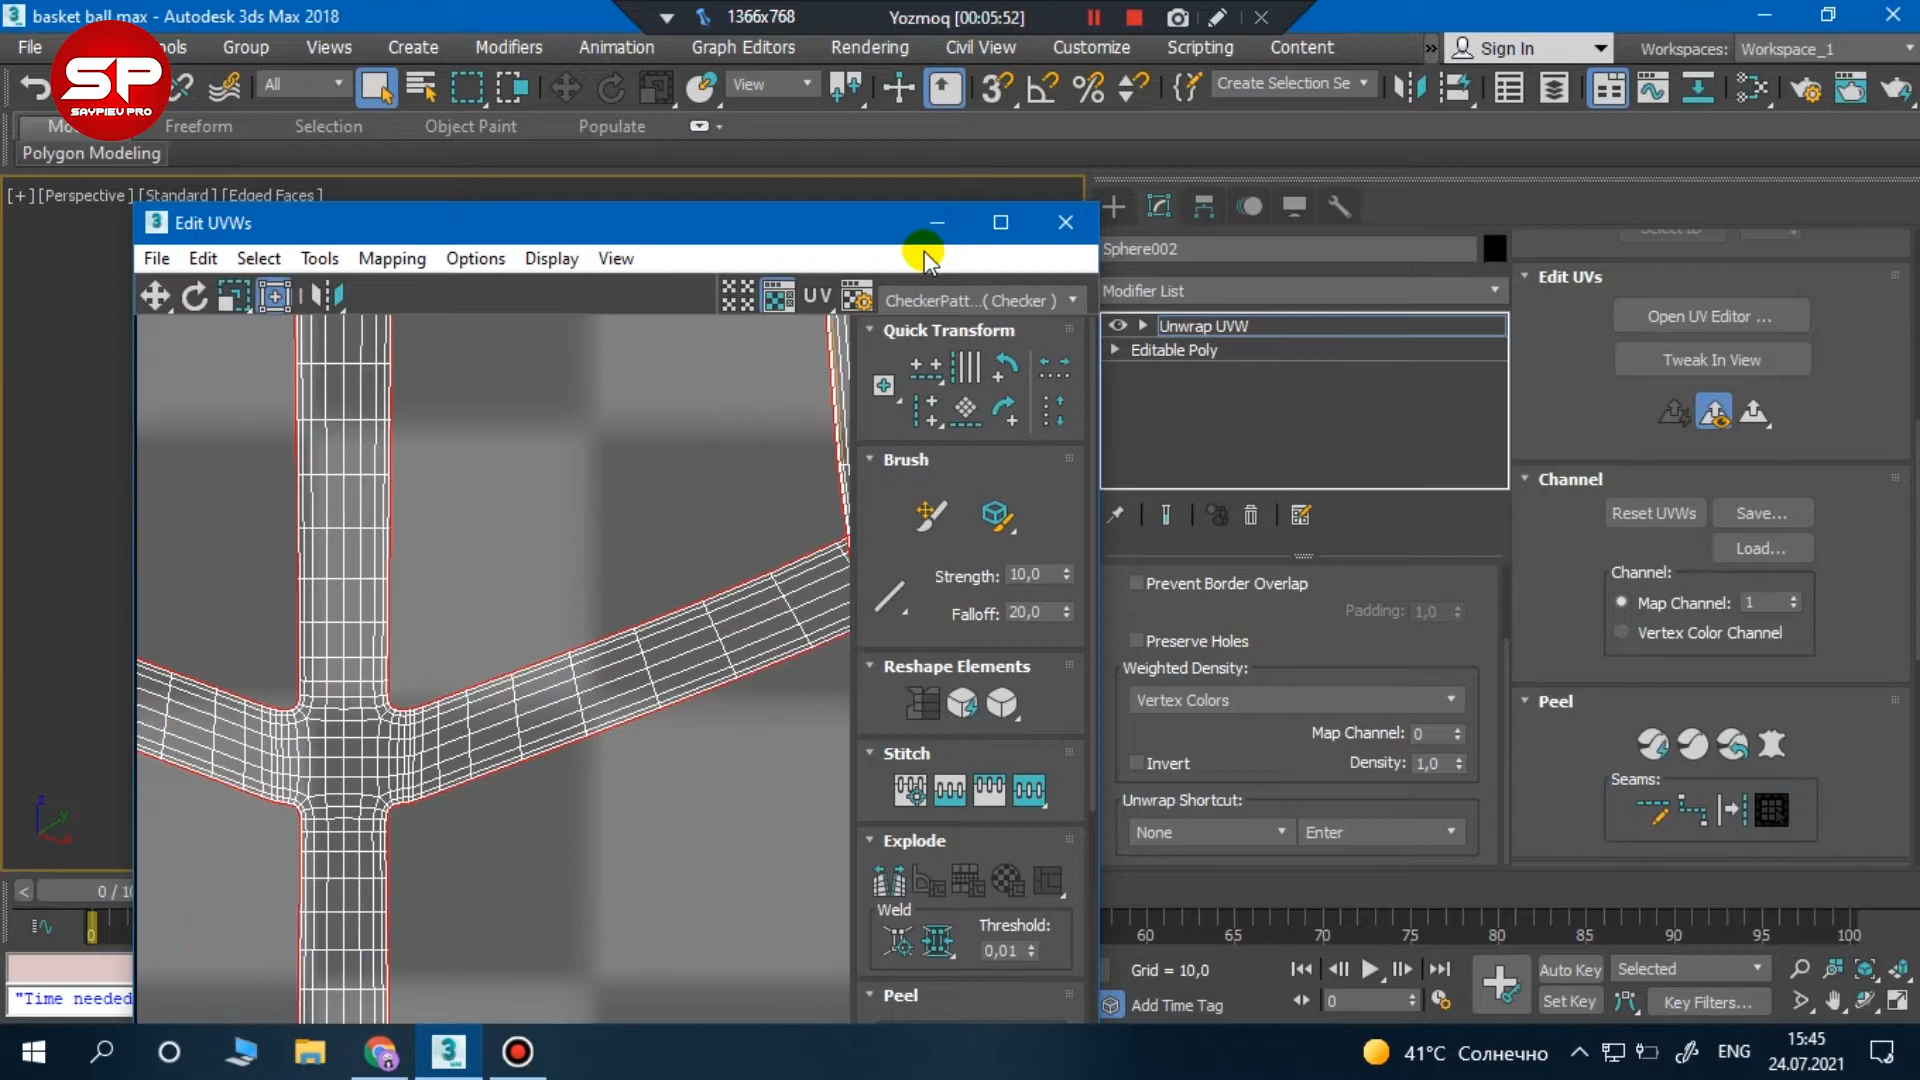 basket ball.max - Autodesk 3ds Max 2018
1366x768
Yozmoq [00:05:52]
File
ools
Group
Views
Create
Modifiers
Animation
Graph Editors
Rendering
Civil View
Customize
Scripting
Content
Sign In
Workspaces: Workspace_1
SP
SAYPIEV PRO
All
View
Create Selection Se
Freeform
Selection
Object Paint
Populate
Polygon Modeling
[+] [Perspective] [Standard] [Edged Faces]
Edit UVWs
File Edit Select Tools Mapping Options Display View
UV
CheckerPatt...( Checker )
Quick Transform
Brush
Strength: 10,0
Falloff: 20,0
Reshape Elements
Stitch
Explode
Weld
Threshold:
0,01
Peel
Sphere002
Modifier List
Unwrap UVW
Editable Poly
Prevent Border Overlap
Padding: 1,0
Preserve Holes
Weighted Density:
Vertex Colors
Map Channel: 0
Invert
Density: 1,0
Unwrap Shortcut:
None
Enter
Select ID
Edit UVs
Open UV Editor ...
Tweak In View
Channel
Reset UVWs
Save...
Load...
Channel:
Map Channel: 1
Vertex Color Channel
Peel
Seams:
0 / 10
0
60 65 70 75 80 85 90 95 100
"Time needed
Grid = 10,0
Add Time Tag
0
Auto Key
Selected
Set Key
Key Filters...
41°C Солнечно
ENG
15:45
24.07.2021